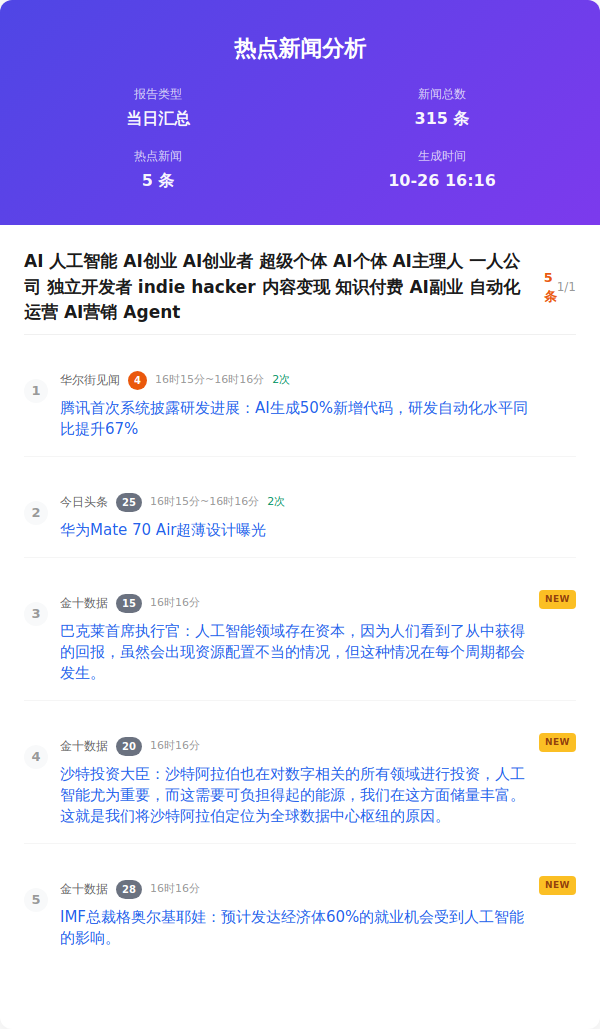 热点新闻分析
报告类型
当日汇总
新闻总数
315 条
热点新闻
5 条
生成时间
10-26 16:16
AI 人工智能 AI创业 AI创业者 超级个体 AI个体 AI主理人 一人公
司 独立开发者 indie hacker 内容变现 知识付费 AI副业 自动化
运营 AI营销 Agent
5
条
1/1
1
华尔街见闻 4 16时15分~16时16分 2次
腾讯首次系统披露研发进展：AI生成50%新增代码，研发自动化水平同
比提升67%
2
今日头条 25 16时15分~16时16分 2次
华为Mate 70 Air超薄设计曝光
3
金十数据 15 16时16分
NEW
巴克莱首席执行官：人工智能领域存在资本，因为人们看到了从中获得
的回报，虽然会出现资源配置不当的情况，但这种情况在每个周期都会
发生。
4
金十数据 20 16时16分
NEW
沙特投资大臣：沙特阿拉伯也在对数字相关的所有领域进行投资，人工
智能尤为重要，而这需要可负担得起的能源，我们在这方面储量丰富。
这就是我们将沙特阿拉伯定位为全球数据中心枢纽的原因。
5
金十数据 28 16时16分
NEW
IMF总裁格奥尔基耶娃：预计发达经济体60%的就业机会受到人工智能
的影响。